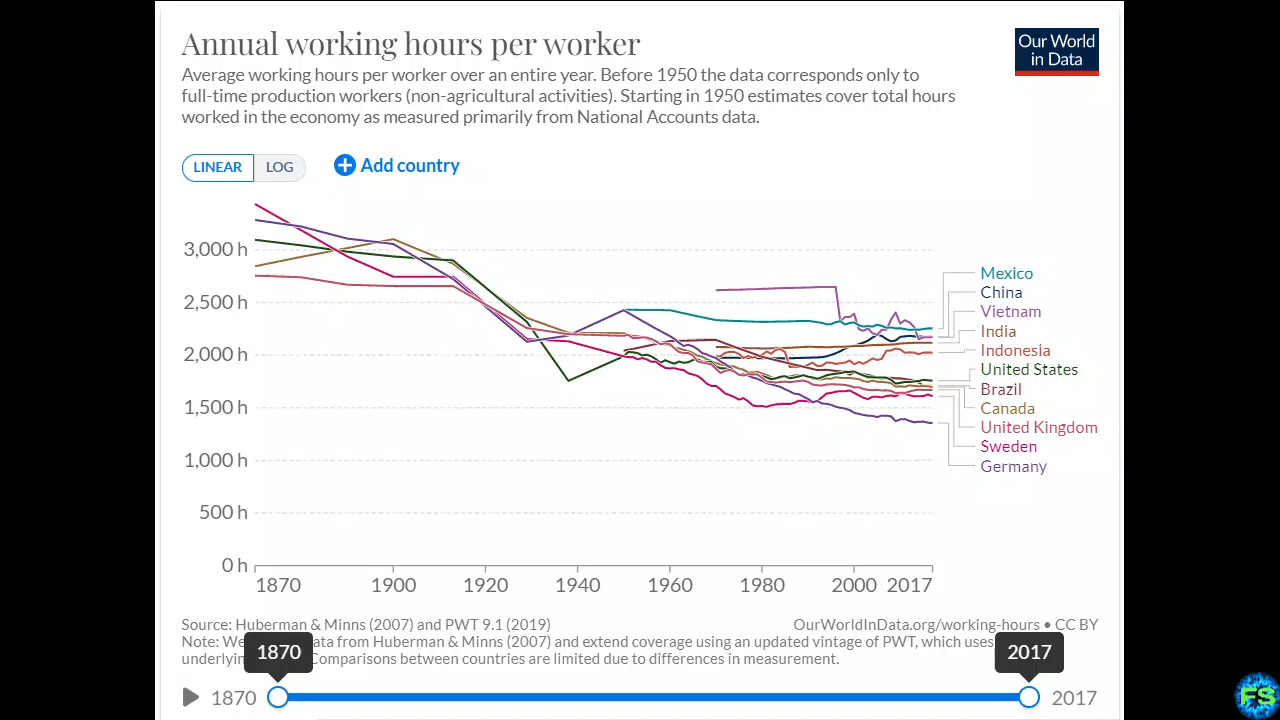 Annual working hours per worker
Our World
in Data
Average working hours per worker over an entire year. Before 1950 the data corresponds only to
full-time production workers (non-agricultural activities). Starting in 1950 estimates cover total hours
worked in the economy as measured primarily from National Accounts data.
LINEAR LOG Add country
3,000 h
2,500 h
2,000 h
1,500 h
1,000 h
500 h
0 h
Mexico
China
Vietnam
India
Indonesia
United States
Brazil
Canada
United Kingdom
Sweden
Germany
1870 1900 1920 1940 1960 1980 2000 2017
Source: Huberman & Minns (2007) and PWT 9.1 (2019) OurWorldInData.org/working-hours • CC BY
Note: We ata from Huberman & Minns (2007) and extend coverage using an updated vintage of PWT, which uses
underlyin Comparisons between countries are limited due to differences in measurement.
1870 2017
1870 2017
FS